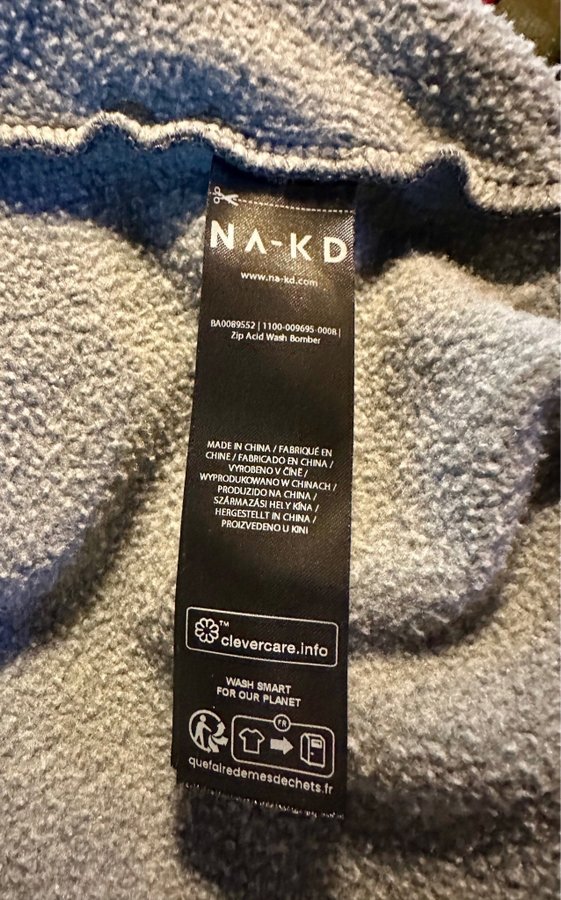 NA-KD
www.na-kd.com
BA0089552 | 1100-009695-0008 |
Zip Acid Wash Bomber
MADE IN CHINA / FABRIQUÉ EN
CHINE / FABRICADO EN CHINA /
VYROBENO V ČÍNĚ /
WYPRODUKOWANO W CHINACH /
PRODUZIDO NA CHINA /
SZÁRMAZÁSI HELY KÍNA /
HERGESTELLT IN CHINA /
PROIZVEDENO U KINI
™
clevercare.info
WASH SMART
FOR OUR PLANET
FR
quefairedemesdechets.fr